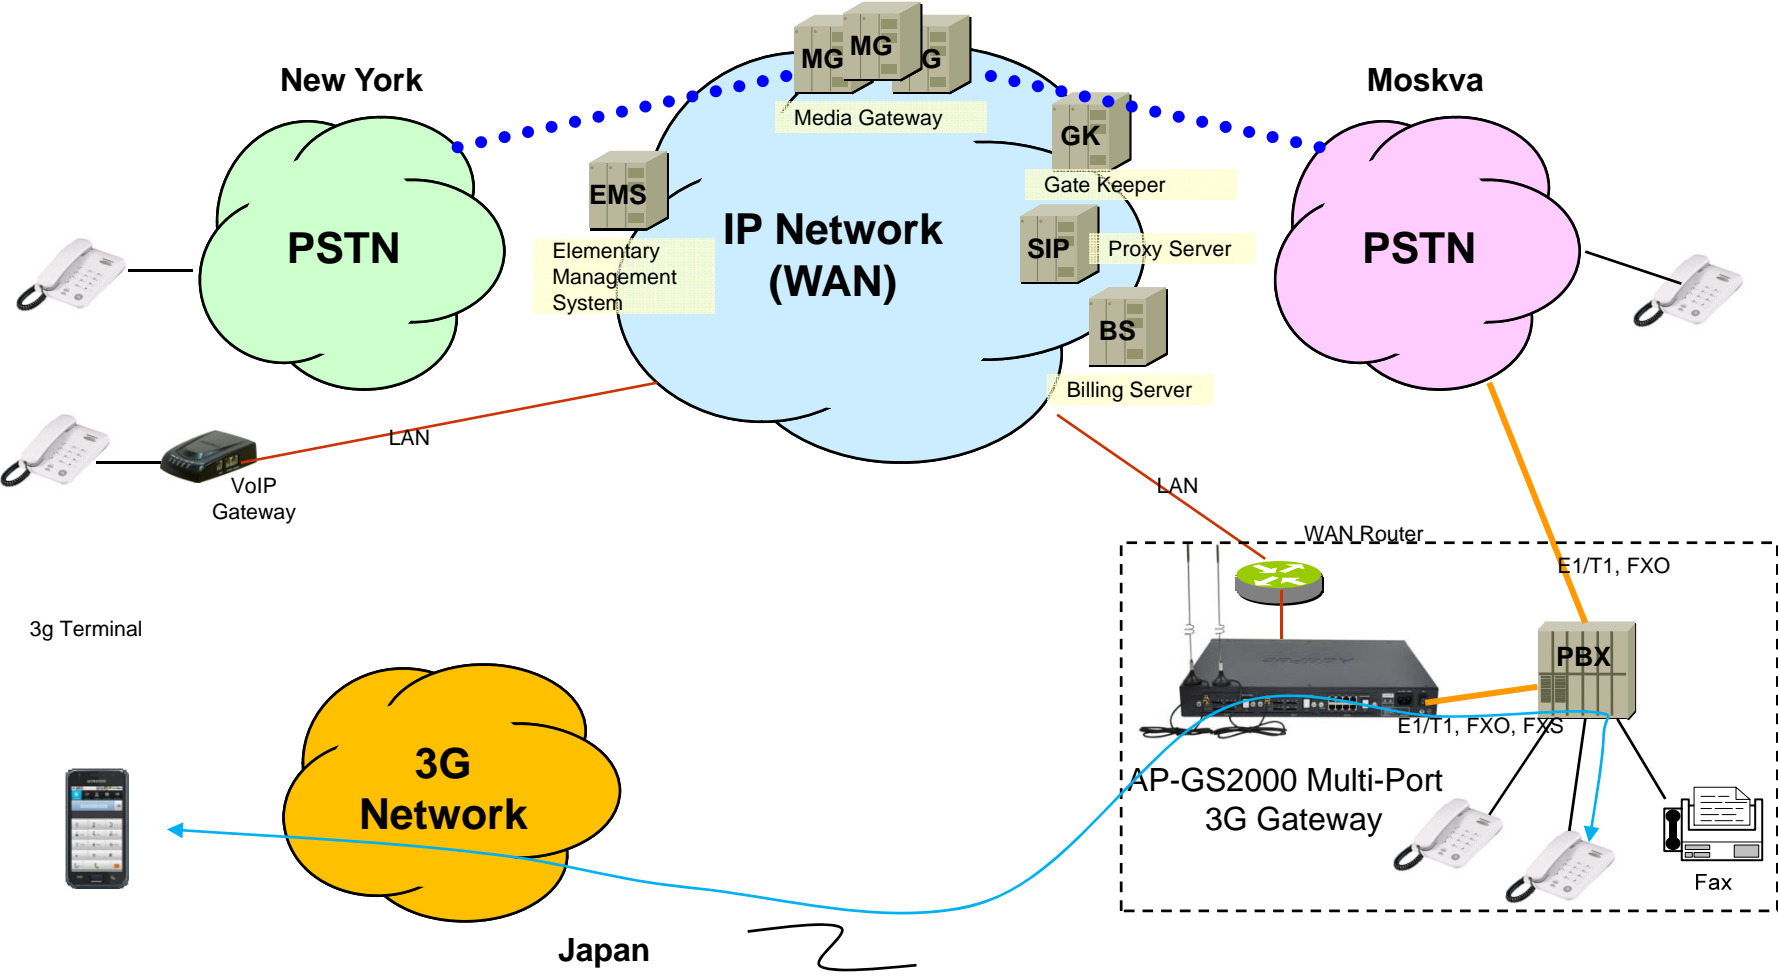 MG
MG
G
New York
Moskva
Media Gateway
GK
Gate Keeper
EMS
PSTN
IP Network
(WAN)
SIP
Proxy Server
PSTN
Elementary
Management
System
BS
Billing Server
LAN
VoIP
Gateway
LAN
WAN Router
E1/T1, FXO
3g Terminal
PBX
E1/T1, FXO, FXS
3G
Network
AP-GS2000 Multi-Port
3G Gateway
Fax
Japan